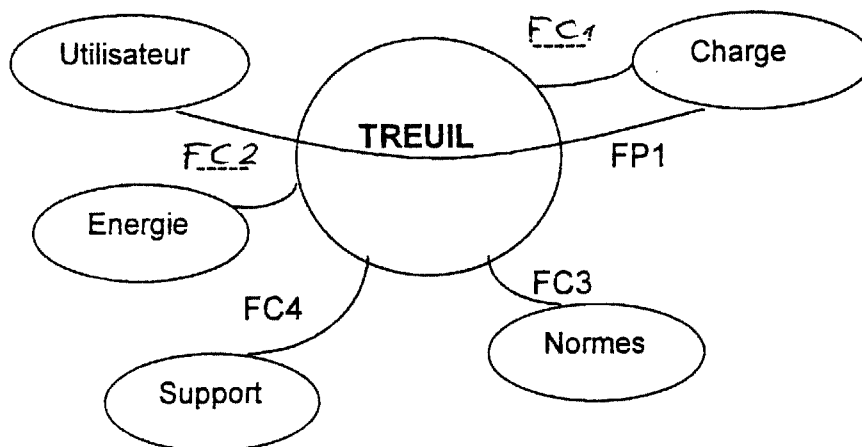 FC1
Utilisateur
Charge
TREUIL
FC2
FP1
Energie
FC4
FC3
Normes
Support